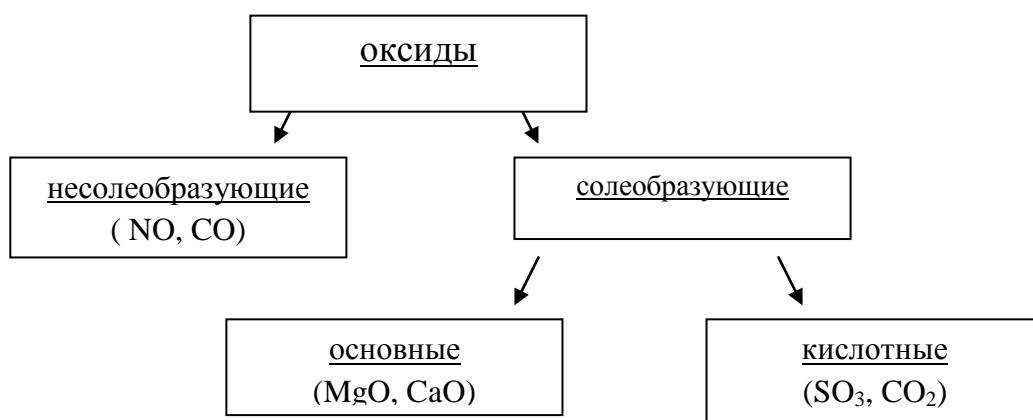 оксиды
несолеобразующие
( NO, CO)
солеобразующие
основные
(MgO, CaO)
кислотные
(SO₃, CO₂)